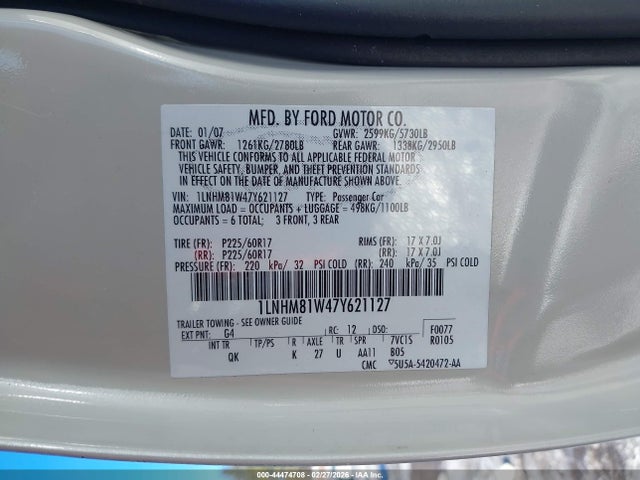 MFD. BY FORD MOTOR CO.
DATE: 01/07 GVWR: 2599KG/5730LB
FRONT GAWR: 1261KG/2780LB REAR GAWR: 1338KG/2950LB
THIS VEHICLE CONFORMS TO ALL APPLICABLE FEDERAL MOTOR
VEHICLE SAFETY, BUMPER, AND THEFT PREVENTION STANDARDS
IN EFFECT ON THE DATE OF MANUFACTURE SHOWN ABOVE.
VIN: 1LNHM81W47Y621127 TYPE: Passenger Car
MAXIMUM LOAD = OCCUPANTS + LUGGAGE = 498KG/1100LB
OCCUPANTS = 6 TOTAL; 3 FRONT, 3 REAR
TIRE (FR): P225/60R17 RIMS (FR): 17 X 7.0J
(RR): P225/60R17 (RR): 17 X 7.0J
PRESSURE (FR): 220 kPa/ 32 PSI COLD (RR) 240 kPa/ 35 PSI COLD
1LNHM81W47Y621127
TRAILER TOWING - SEE OWNER GUIDE
F0077
EXT PNT: G4 RC: 12 DSO: R0105
INT TR TP/PS R AXLE TR SPR 7VC1S
QK K 27 U AA11 B05
CMC 5U5A-5420472-AA
© -- 44474708 -- 02/27/2026 -- IAAI